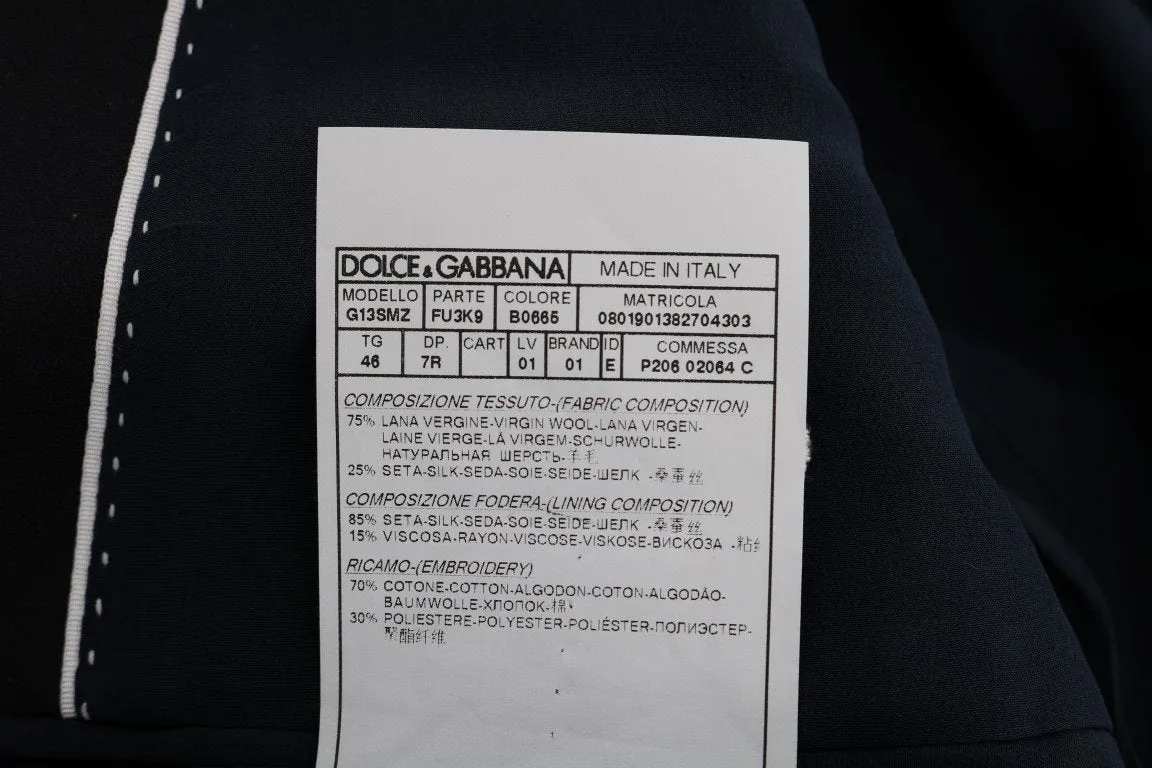 DOLCE & GABBANA MADE IN ITALY
MODELLO PARTE COLORE MATRICOLA
G13SMZ FU3K9 B0665 0801901382704303
TG DP. CART LV BRAND ID COMMESSA
46 7R 01 01 E P206 02064 C
COMPOSIZIONE TESSUTO-(FABRIC COMPOSITION)
75% LANA VERGINE-VIRGIN WOOL-LANA VIRGEN-
LAINE VIERGE-LÀ VIRGEM-SCHURWOLLE-
НАТУРАЛЬНАЯ ШЕРСТЬ-羊毛
25% SETA-SILK-SEDA-SOIE-SEIDE-ШЕЛК -桑蚕丝
COMPOSIZIONE FODERA-(LINING COMPOSITION)
85% SETA-SILK-SEDA-SOIE-SEIDE-ШЕЛК -桑蚕丝
15% VISCOSA-RAYON-VISCOSE-VISKOSE-ВИСКОЗА -粘
RICAMO-(EMBROIDERY)
70% COTONE-COTTON-ALGODON-COTON-ALGODÃO-
BAUMWOLLE-ХЛОПОК-棉
30% POLIESTERE-POLYESTER-POLIÉSTER-ПОЛИЭСТЕР-
聚酯纤维